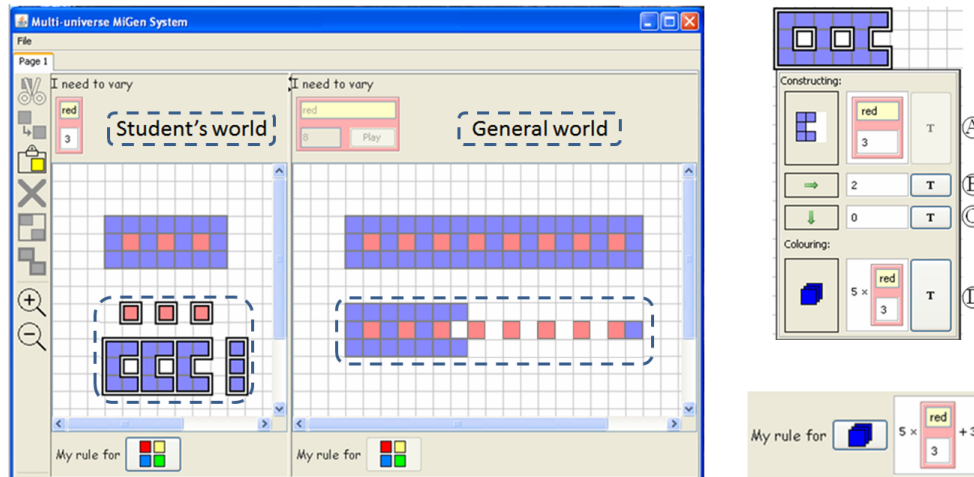 Multi-universe MiGen System
File
Page 1
I need to vary
red
3
Student's world
I need to vary
red
8
Play
General world
My rule for
My rule for
Constructing:
red
3
T
A
2
T
0
T
C
Colouring:
5 ×
red
3
T
My rule for
5 ×
red
3
+3